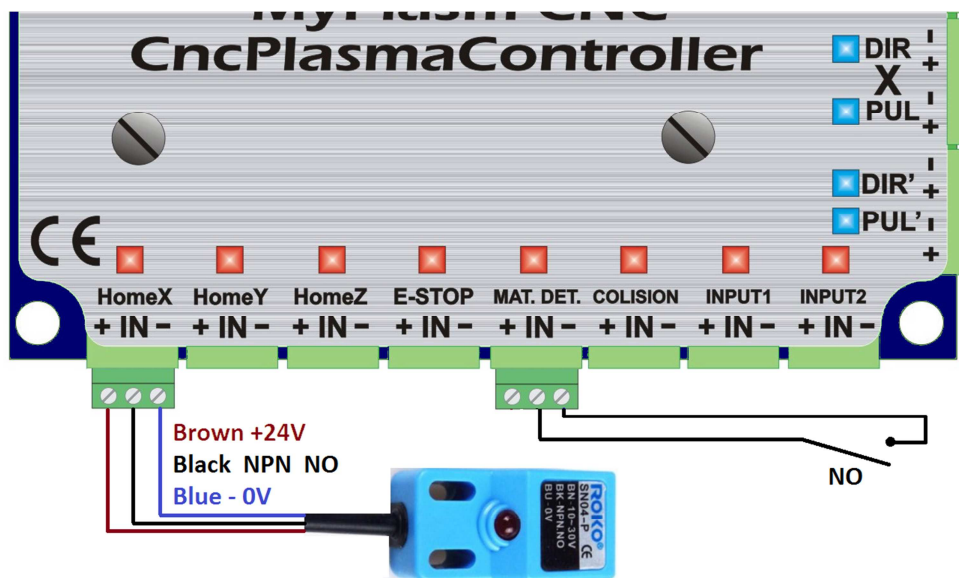 MyPlasm CNC
CncPlasmaController
DIR - +
X
PUL - +
DIR' - +
PUL' - +
CE
HomeX HomeY HomeZ E-STOP MAT. DET. COLISION INPUT1 INPUT2
+ IN - + IN - + IN - + IN - + IN - + IN - + IN - + IN -
Brown +24V
Black NPN NO
Blue - 0V
NO
ROKO®
SN04-P CE
BN:10-30V
BK:NPN.NO
BU:0V